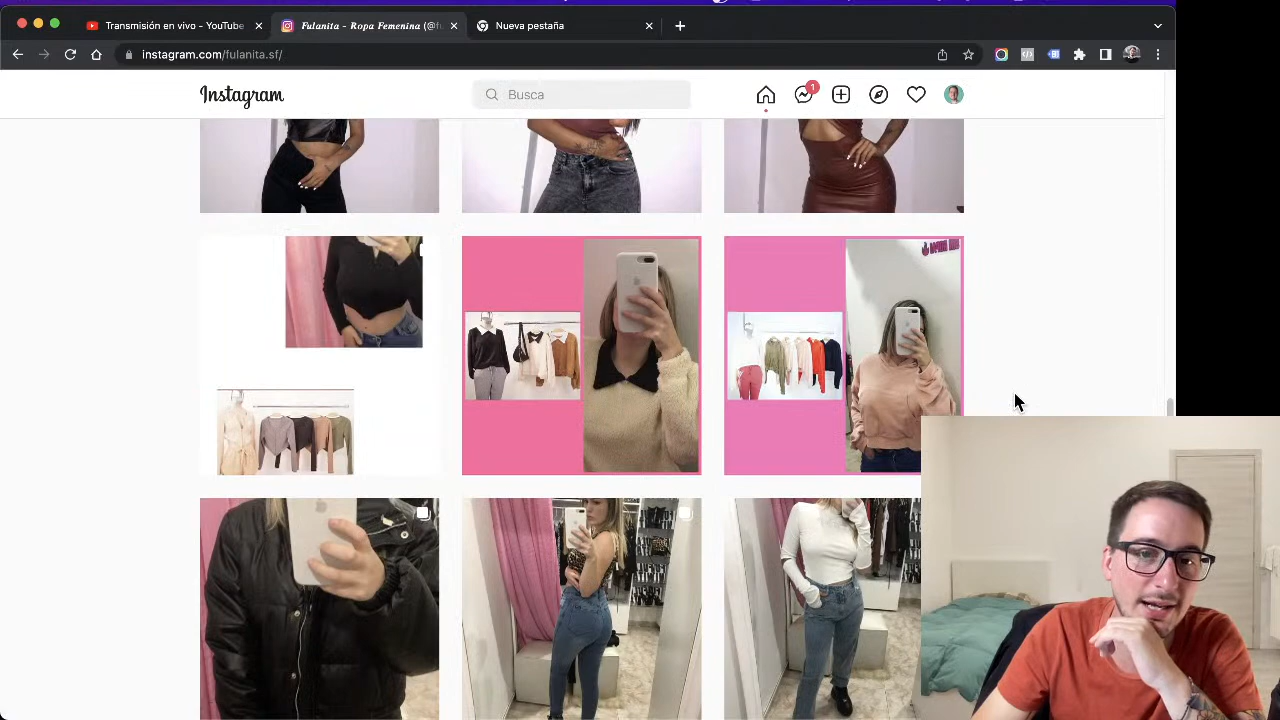 Transmisión en vivo - YouTube
Fulanita - Ropa Femenina (@fu
Nueva pestaña
instagram.com/fulanita.sf/
Instagram
Busca
1